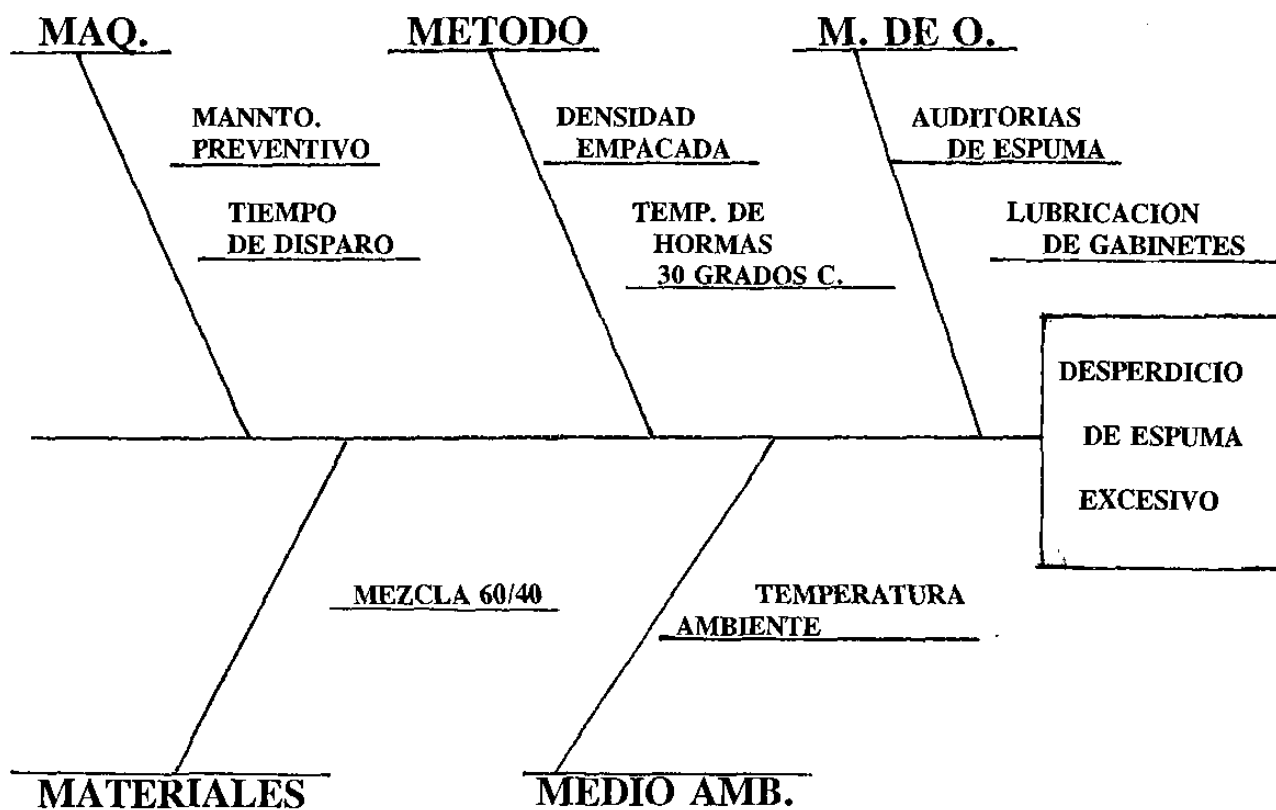 MAQ.
METODO
M. DE O.
MANNTO.
PREVENTIVO
DENSIDAD
EMPACADA
AUDITORIAS
DE ESPUMA
TIEMPO
DE DISPARO
TEMP. DE
HORMAS
30 GRADOS C.
LUBRICACION
DE GABINETES
DESPERDICIO
DE ESPUMA
EXCESIVO
MEZCLA 60/40
TEMPERATURA
AMBIENTE
MATERIALES
MEDIO AMB.